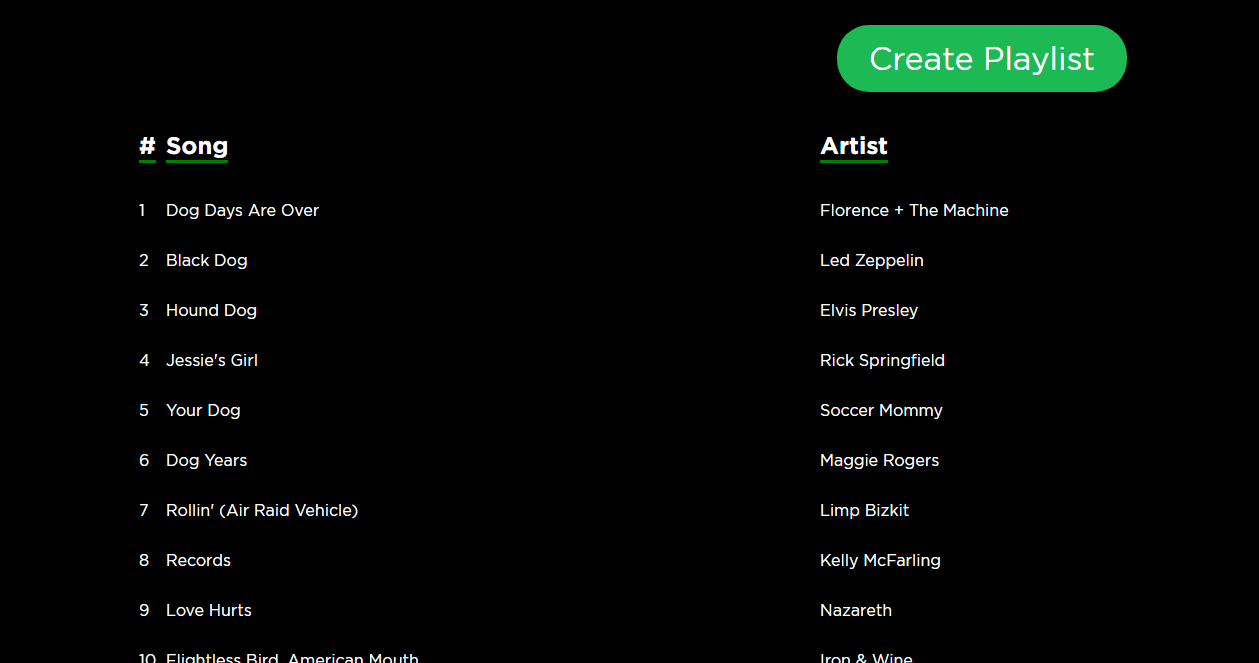 Create Playlist
# Song Artist
1 Dog Days Are Over Florence + The Machine
2 Black Dog Led Zeppelin
3 Hound Dog Elvis Presley
4 Jessie's Girl Rick Springfield
5 Your Dog Soccer Mommy
6 Dog Years Maggie Rogers
7 Rollin' (Air Raid Vehicle) Limp Bizkit
8 Records Kelly McFarling
9 Love Hurts Nazareth
10 Flightless Bird, American Mouth Iron & Wine